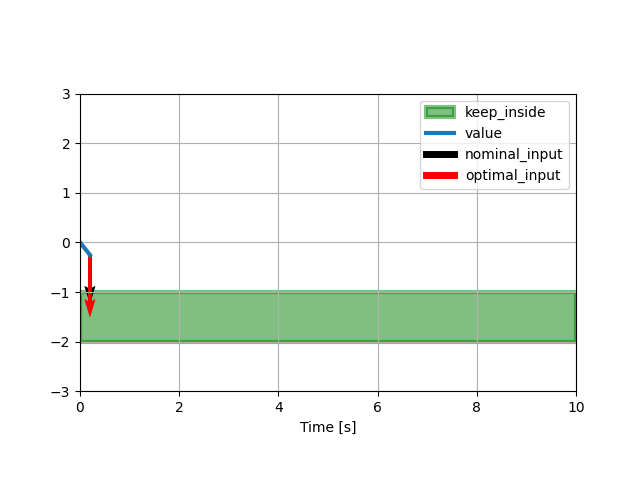 3
2
1
0
−1
−2
−3
0
2
4
6
8
10
Time [s]
keep_inside
value
nominal_input
optimal_input